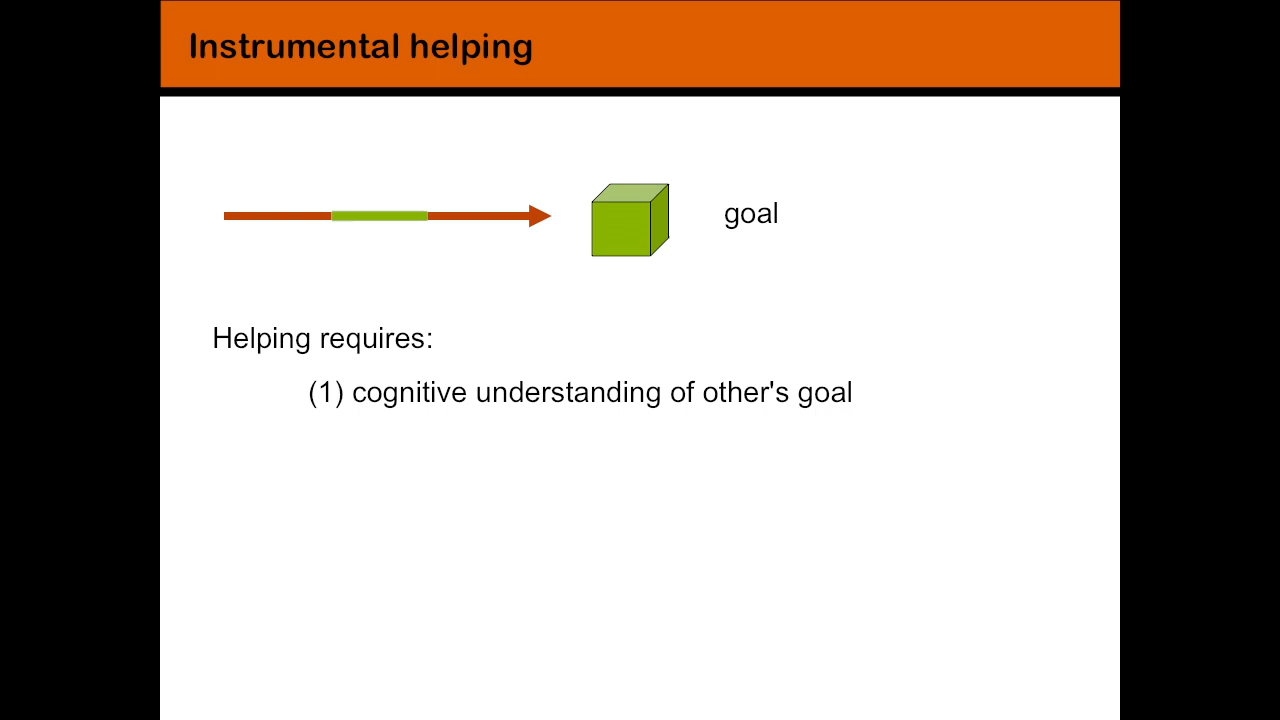 Instrumental helping
goal
Helping requires:
(1) cognitive understanding of other's goal